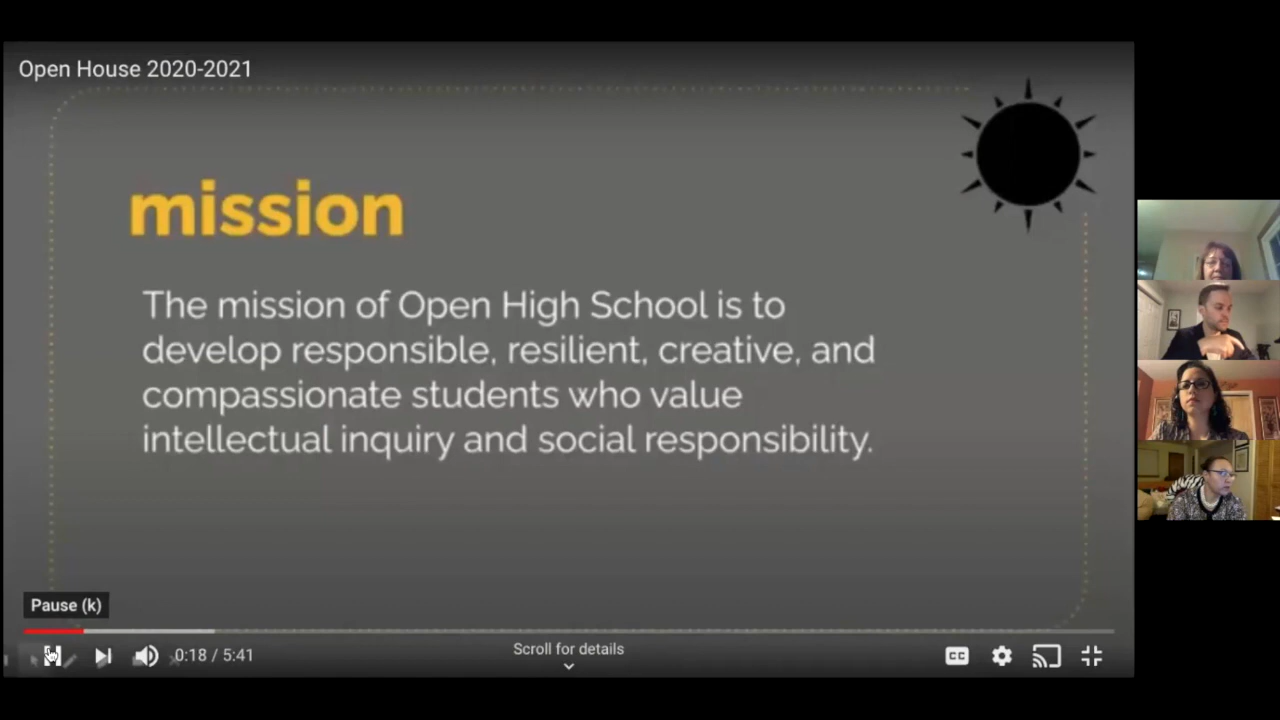 Open House 2020-2021
mission
The mission of Open High School is to
develop responsible, resilient, creative, and
compassionate students who value
intellectual inquiry and social responsibility.
Pause (k)
0:18 / 5:41
Scroll for details
CC